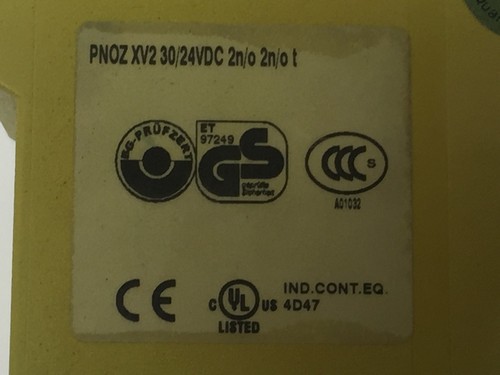 PNOZ XV2 30/24VDC 2n/o 2n/o t
BG-PRÜFZERT
ET
97249
GS
geprüfte
Sicherheit
CCC S
A01032
CE
C UL US
LISTED
IND.CONT.EQ.
4D47